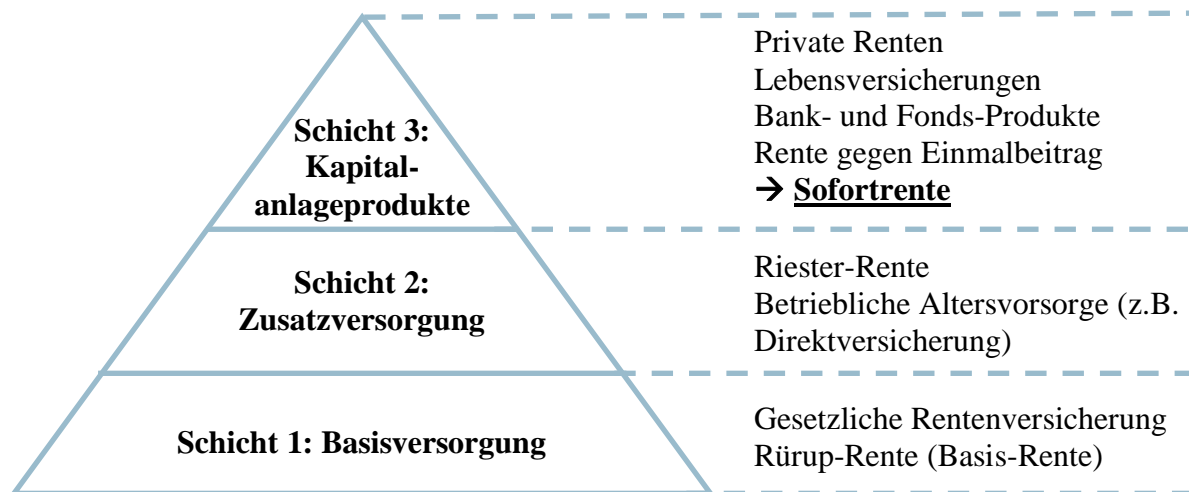 Schicht 3:
Kapital-
anlageprodukte
Private Renten
Lebensversicherungen
Bank- und Fonds-Produkte
Rente gegen Einmalbeitrag
→ Sofortrente
Schicht 2:
Zusatzversorgung
Riester-Rente
Betriebliche Altersvorsorge (z.B.
Direktversicherung)
Schicht 1: Basisversorgung
Gesetzliche Rentenversicherung
Rürup-Rente (Basis-Rente)